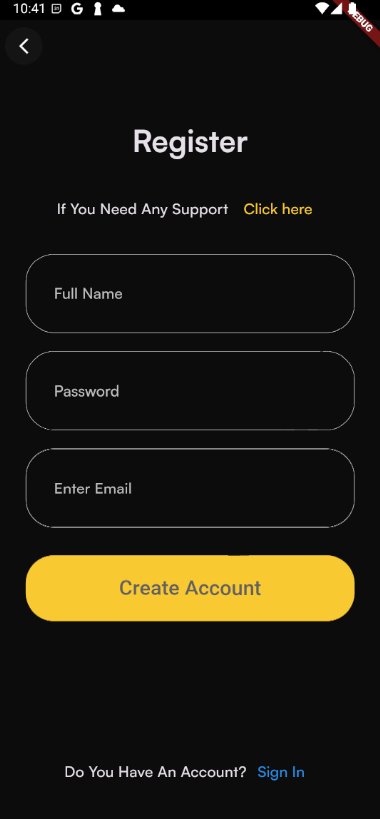 10:41
DEBUG
Register
If You Need Any Support Click here
Full Name
Password
Enter Email
Create Account
Do You Have An Account? Sign In